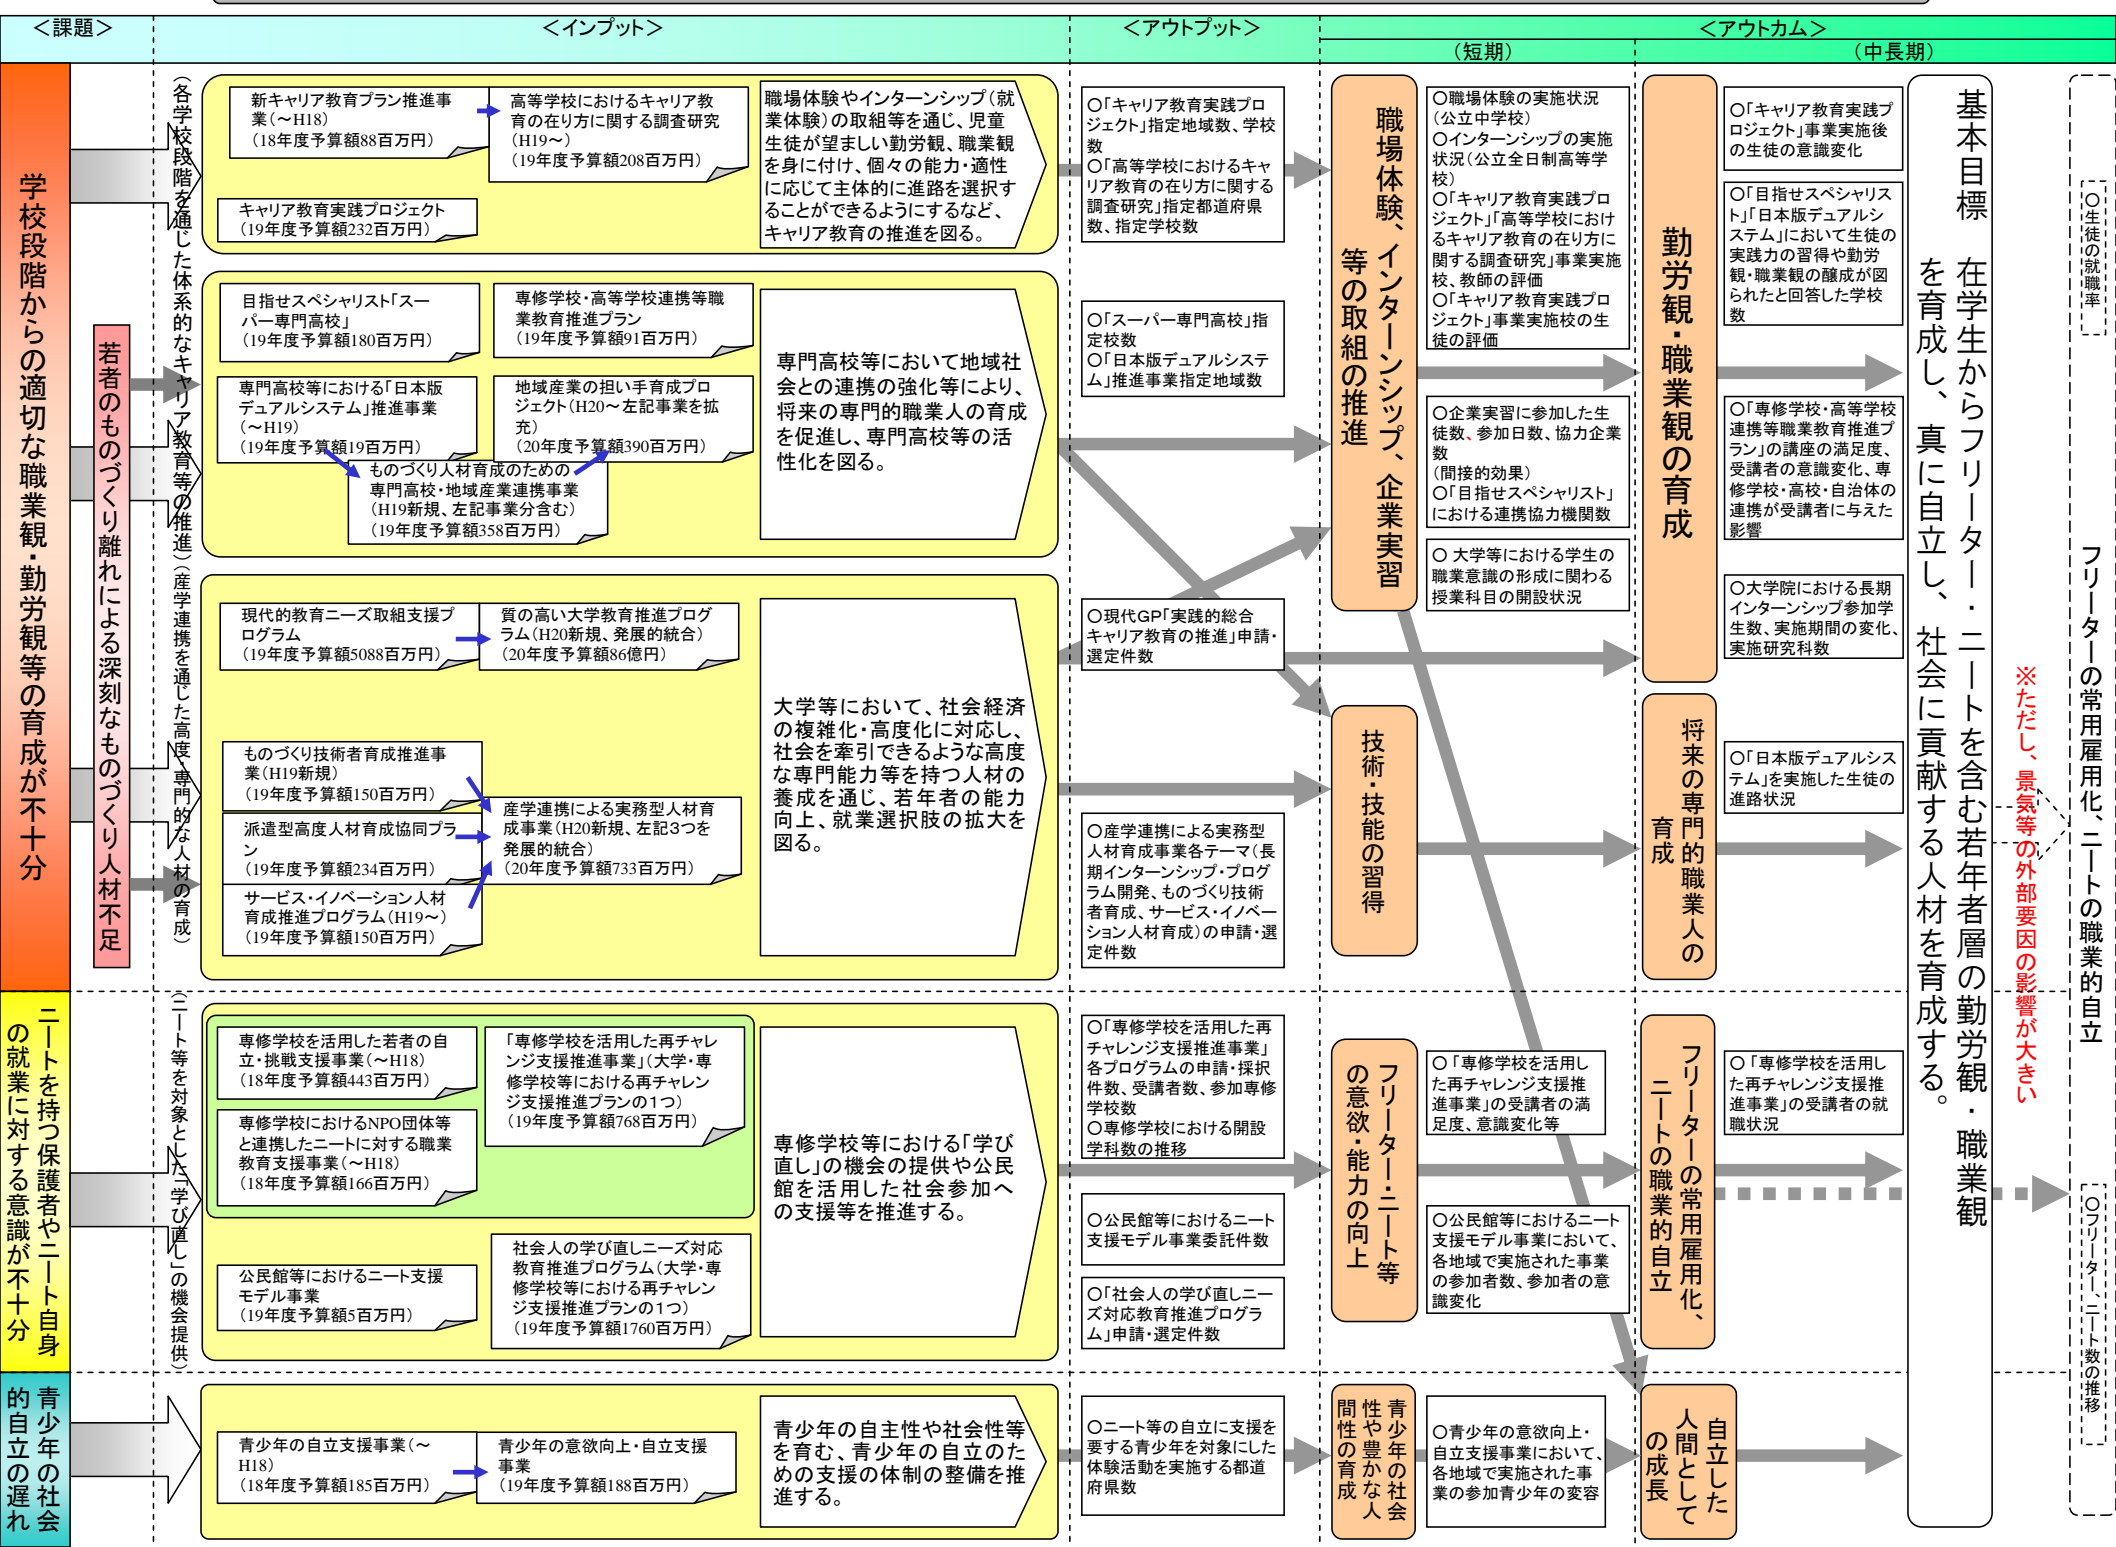 ＜課題＞
＜インプット＞
＜アウトプット＞
＜アウトカム＞
（短期）
（中長期）
学校段階からの適切な職業観・勤労観等の育成が不十分
若者のものづくり離れによる深刻なものづくり人材不足
（各学校段階を通じた体系的なキャリア教育等の推進）
（産学連携を通じた高度・専門的な人材の育成）
新キャリア教育プラン推進事
業（～H18）
（18年度予算額88百万円）
高等学校におけるキャリア教
育の在り方に関する調査研究
（H19～）
（19年度予算額208百万円）
キャリア教育実践プロジェクト
（19年度予算額232百万円）
職場体験やインターンシップ（就
業体験）の取組等を通じ、児童
生徒が望ましい勤労観、職業観
を身に付け、個々の能力・適性
に応じて主体的に進路を選択す
ることができるようにするなど、
キャリア教育の推進を図る。
目指せスペシャリスト「スー
パー専門高校」
（19年度予算額180百万円）
専修学校・高等学校連携等職
業教育推進プラン
（19年度予算額91百万円）
専門高校等における「日本版
デュアルシステム」推進事業
（～H19）
（19年度予算額19百万円）
地域産業の担い手育成プロ
ジェクト（H20～左記事業を拡
充）
（20年度予算額390百万円）
ものづくり人材育成のための
専門高校・地域産業連携事業
（H19新規、左記事業分含む）
（19年度予算額358百万円）
専門高校等において地域社
会との連携の強化等により、
将来の専門的職業人の育成
を促進し、専門高校等の活
性化を図る。
現代的教育ニーズ取組支援プ
ログラム
（19年度予算額5088百万円）
質の高い大学教育推進プログ
ラム（H20新規、発展的統合）
（20年度予算額86億円）
ものづくり技術者育成推進事
業（H19新規）
（19年度予算額150百万円）
派遣型高度人材育成協同プラ
ン
（19年度予算額234百万円）
サービス・イノベーション人材
育成推進プログラム（H19～）
（19年度予算額150百万円）
産学連携による実務型人材育
成事業（H20新規、左記３つを
発展的統合）
（20年度予算額733百万円）
大学等において、社会経済
の複雑化・高度化に対応し、
社会を牽引できるような高度
な専門能力等を持つ人材の
養成を通じ、若年者の能力
向上、就業選択肢の拡大を
図る。
○「キャリア教育実践プロ
ジェクト」指定地域数、学校
数
○「高等学校におけるキャ
リア教育の在り方に関する
調査研究」指定都道府県
数、指定学校数
○「スーパー専門高校」指
定校数
○「日本版デュアルシステ
ム」推進事業指定地域数
○現代GP「実践的総合
キャリア教育の推進」申請・
選定件数
○産学連携による実務型
人材育成事業各テーマ（長
期インターンシップ・プログ
ラム開発、ものづくり技術
者育成、サービス・イノベー
ション人材育成）の申請・選
定件数
職場体験、インターンシップ、企業実習
等の取組の推進
技術・技能の習得
○職場体験の実施状況
（公立中学校）
○インターンシップの実施
状況（公立全日制高等学
校）
○「キャリア教育実践プロ
ジェクト」「高等学校におけ
るキャリア教育の在り方に
関する調査研究」事業実施
校、教師の評価
○「キャリア教育実践プロ
ジェクト」事業実施校の生
徒の評価
○企業実習に参加した生
徒数、参加日数、協力企業
数
（間接的効果）
○「目指せスペシャリスト」
における連携協力機関数
○ 大学等における学生の
職業意識の形成に関わる
授業科目の開設状況
勤労観・職業観の育成
将来の専門的職業人の
育成
○「キャリア教育実践プ
ロジェクト」事業実施後
の生徒の意識変化
○「目指せスペシャリス
ト」「日本版デュアルシ
ステム」において生徒の
実践力の習得や勤労
観・職業観の醸成が図
られたと回答した学校
数
○「専修学校・高等学校
連携等職業教育推進プ
ラン」の講座の満足度、
受講者の意識変化、専
修学校・高校・自治体の
連携が受講者に与えた
影響
○大学院における長期
インターンシップ参加学
生数、実施期間の変化、
実施研究科数
○「日本版デュアルシス
テム」を実施した生徒の
進路状況
基本目標　在学生からフリーター・ニートを含む若年者層の勤労観・職業観
を育成し、真に自立し、社会に貢献する人材を育成する。
※ただし、景気等の外部要因の影響が大きい
○生徒の就職率
フリーターの常用雇用化、ニートの職業的自立
○フリーター、ニート数の推移
ニートを持つ保護者やニート自身
の就業に対する意識が不十分
（ニート等を対象とした「学び直し」の機会提供）
専修学校を活用した若者の自
立・挑戦支援事業（～H18）
（18年度予算額443百万円）
「専修学校を活用した再チャレ
ンジ支援推進事業」（大学・専
修学校等における再チャレン
ジ支援推進プランの１つ）
（19年度予算額768百万円）
専修学校におけるNPO団体等
と連携したニートに対する職業
教育支援事業（～H18）
（18年度予算額166百万円）
公民館等におけるニート支援
モデル事業
（19年度予算額5百万円）
社会人の学び直しニーズ対応
教育推進プログラム（大学・専
修学校等における再チャレン
ジ支援推進プランの１つ）
（19年度予算額1760百万円）
専修学校等における「学び
直し」の機会の提供や公民
館を活用した社会参加へ
の支援等を推進する。
○「専修学校を活用した再
チャレンジ支援推進事業」
各プログラムの申請・採択
件数、受講者数、参加専修
学校数
○専修学校における開設
学科数の推移
○公民館等におけるニート
支援モデル事業委託件数
○「社会人の学び直しニー
ズ対応教育推進プログラ
ム」申請・選定件数
フリーター・ニート等
の意欲・能力の向上
○「専修学校を活用し
た再チャレンジ支援推
進事業」の受講者の満
足度、意識変化等
○公民館等におけるニート
支援モデル事業において、
各地域で実施された事業
の参加者数、参加者の意
識変化
フリーターの常用雇用化、
ニートの職業的自立
○「専修学校を活用し
た再チャレンジ支援推
進事業」の受講者の就
職状況
青少年の社会
的自立の遅れ
青少年の自立支援事業（～
H18）
（18年度予算額185百万円）
青少年の意欲向上・自立支援
事業
（19年度予算額188百万円）
青少年の自主性や社会性等
を育む、青少年の自立のた
めの支援の体制の整備を推
進する。
○ニート等の自立に支援を
要する青少年を対象にした
体験活動を実施する都道
府県数
青少年の社会
性や豊かな人
間性の育成
○青少年の意欲向上・
自立支援事業において、
各地域で実施された事
業の参加青少年の変容
自立した
人間として
の成長